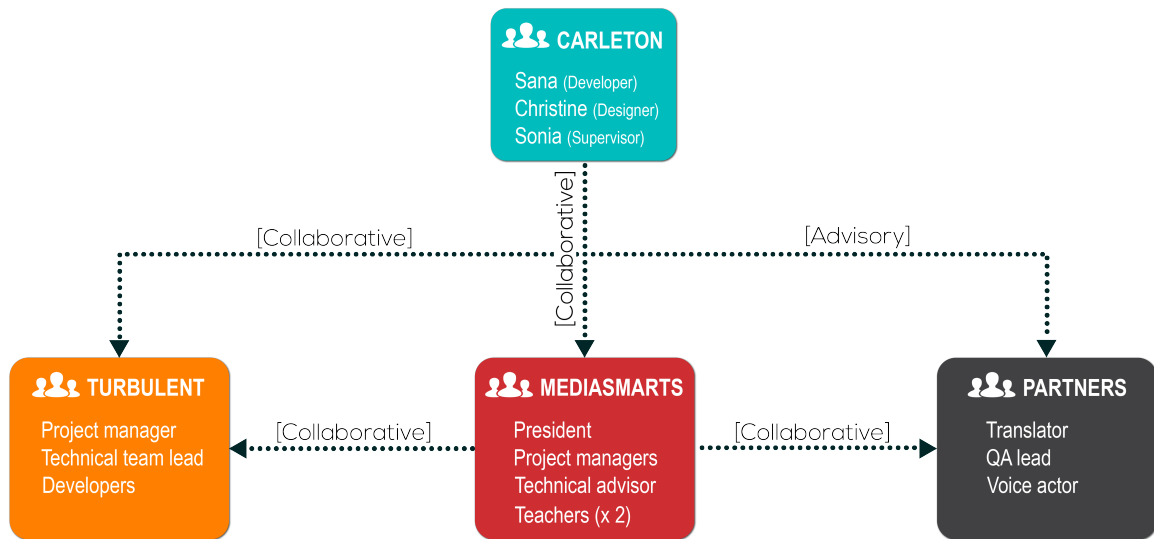 CARLETON
Sana (Developer)
Christine (Designer)
Sonia (Supervisor)
[Collaborative]
[Collaborative]
[Advisory]
TURBULENT
Project manager
Technical team lead
Developers
[Collaborative]
MEDIASMARTS
President
Project managers
Technical advisor
Teachers (x 2)
[Collaborative]
PARTNERS
Translator
QA lead
Voice actor